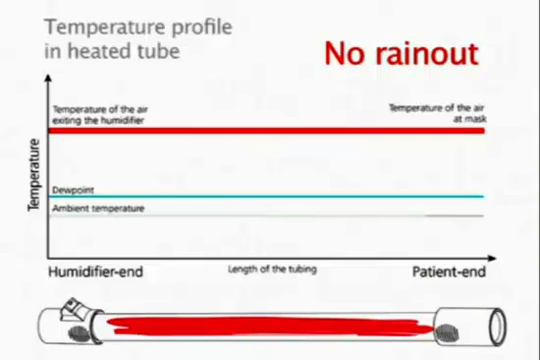 Temperature profile
in heated tube
No rainout
Temperature of the air
exiting the humidifier
Temperature of the air
at mask
Temperature
Dewpoint
Ambient temperature
Humidifier-end
Length of the tubing
Patient-end